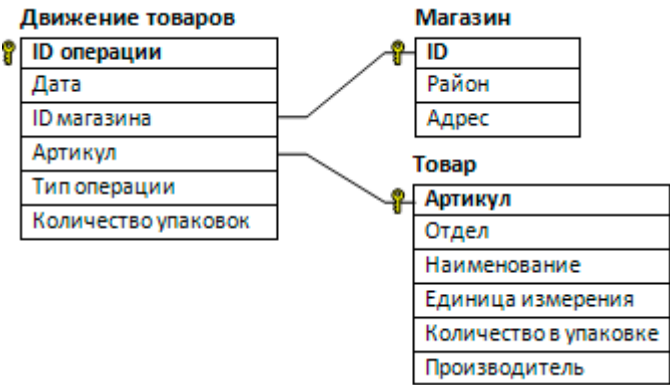 Движение товаров
ID операции
Дата
ID магазина
Артикул
Тип операции
Количество упаковок
Магазин
ID
Район
Адрес
Товар
Артикул
Отдел
Наименование
Единица измерения
Количество в упаковке
Производитель